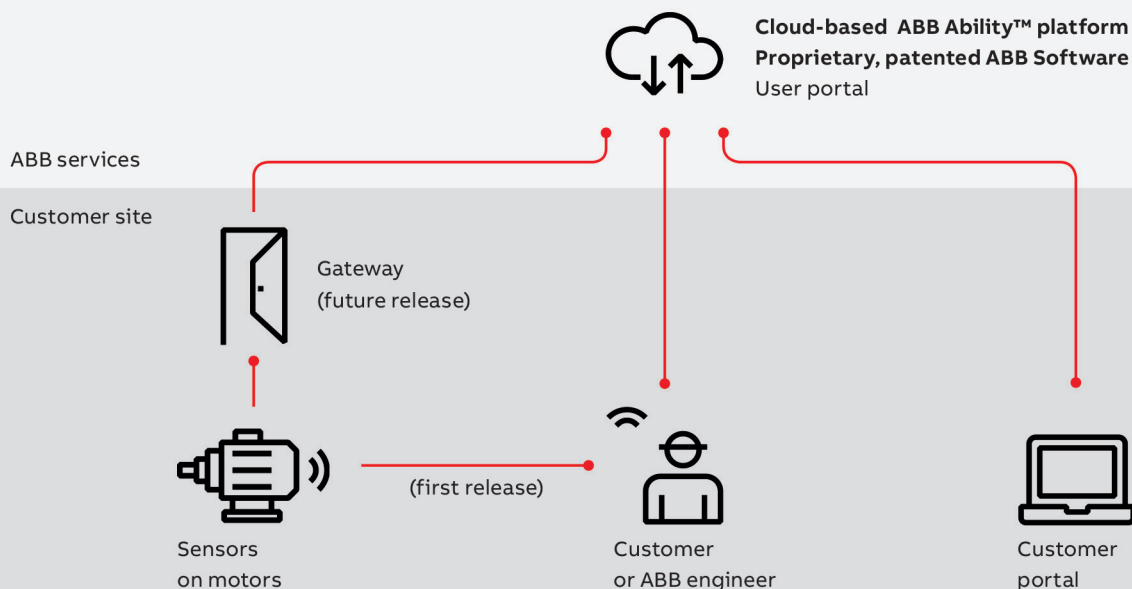 Cloud-based ABB Ability™ platform
Proprietary, patented ABB Software
User portal
ABB services
Customer site
Gateway
(future release)
(first release)
Sensors
on motors
Customer
or ABB engineer
Customer
portal